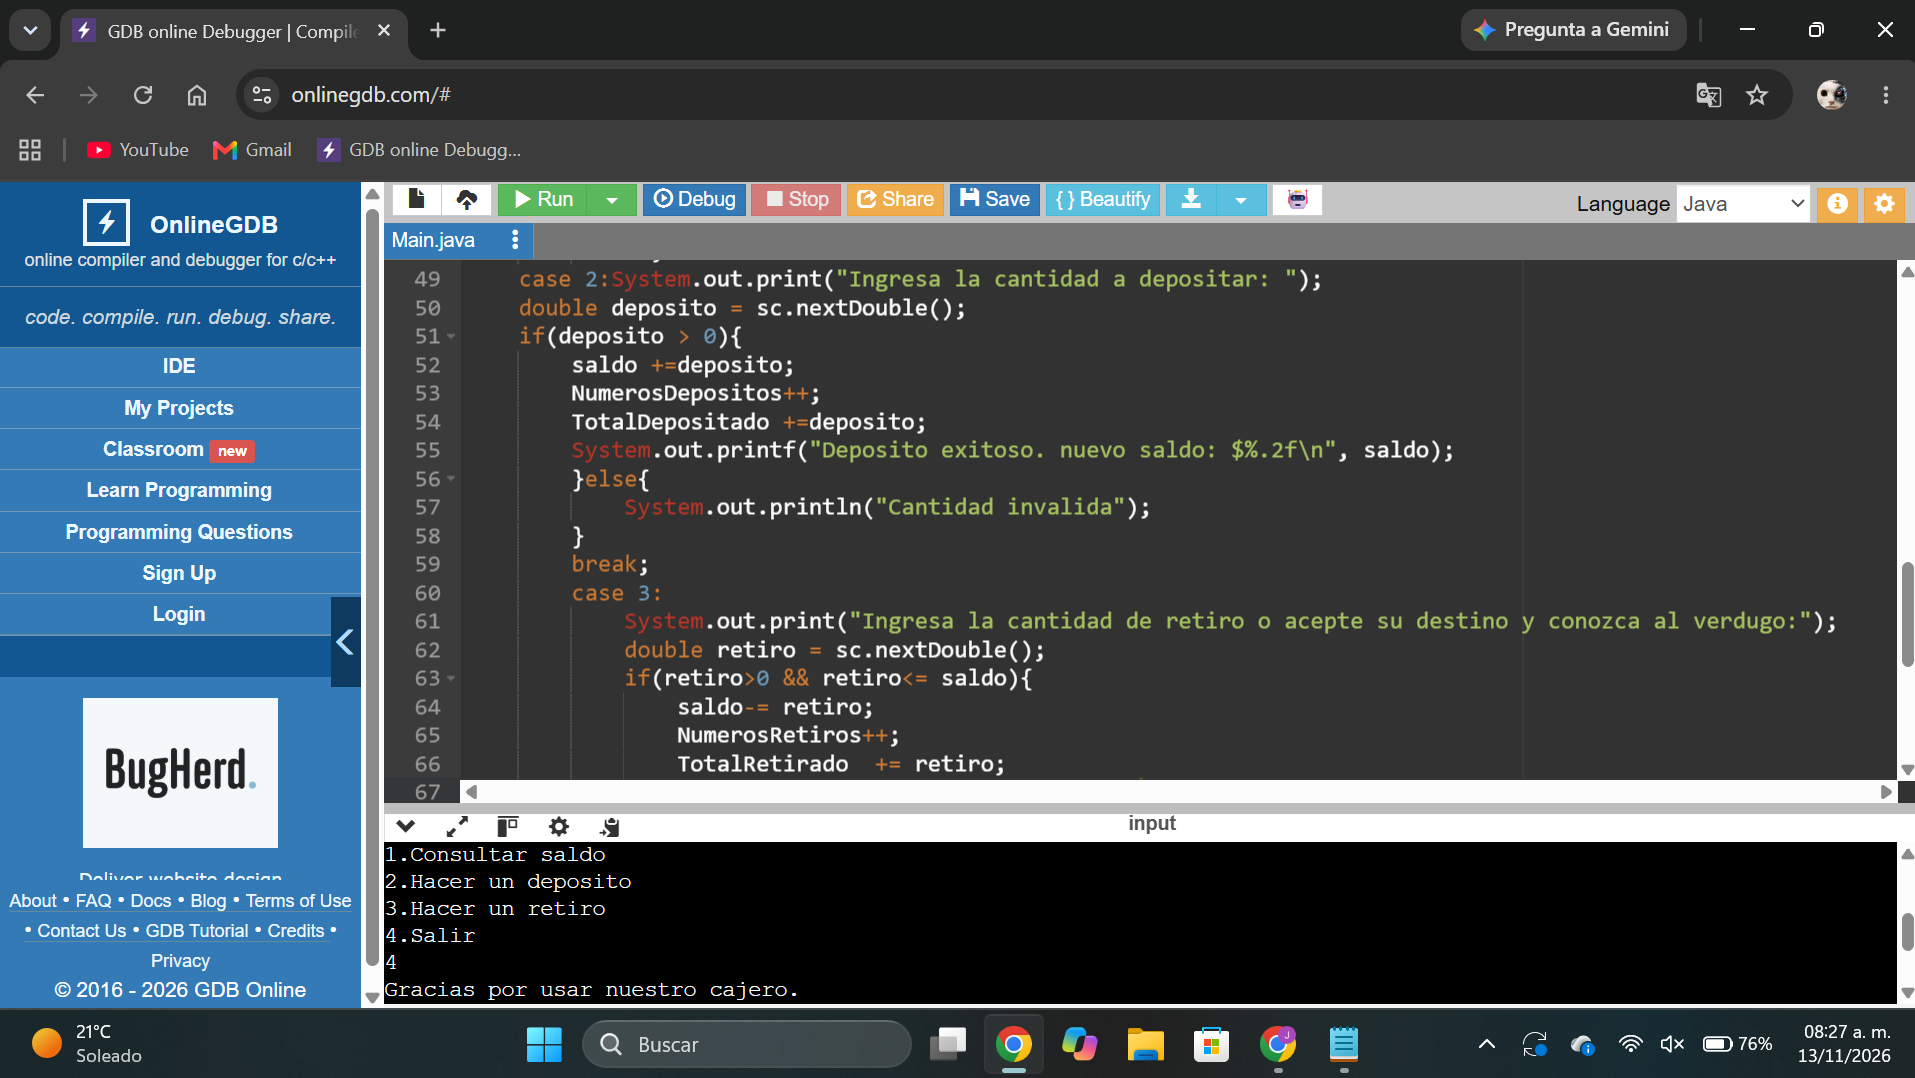 GDB online Debugger | Compile
Pregunta a Gemini
onlinegdb.com/#
YouTube
Gmail
GDB online Debugg...
OnlineGDB
online compiler and debugger for c/c++
code. compile. run. debug. share.
IDE
My Projects
Classroom new
Learn Programming
Programming Questions
Sign Up
Login
BugHerd.
Deliver website design
About • FAQ • Docs • Blog • Terms of Use
• Contact Us • GDB Tutorial • Credits •
Privacy
© 2016 - 2026 GDB Online
Run
Debug
Stop
Share
Save
{} Beautify
Language Java
Main.java
49 case 2:System.out.print("Ingresa la cantidad a depositar: ");
50 double deposito = sc.nextDouble();
51 if(deposito > 0){
52 saldo +=deposito;
53 NumerosDepositos++;
54 TotalDepositado +=deposito;
55 System.out.printf("Deposito exitoso. nuevo saldo: $%.2f\n", saldo);
56 }else{
57 System.out.println("Cantidad invalida");
58 }
59 break;
60 case 3:
61 System.out.print("Ingresa la cantidad de retiro o acepte su destino y conozca al verdugo:");
62 double retiro = sc.nextDouble();
63 if(retiro>0 && retiro<= saldo){
64 saldo-= retiro;
65 NumerosRetiros++;
66 TotalRetirado  += retiro;
67
input
1.Consultar saldo
2.Hacer un deposito
3.Hacer un retiro
4.Salir
4
Gracias por usar nuestro cajero.
21°C
Soleado
Buscar
76%
08:27 a. m.
13/11/2026